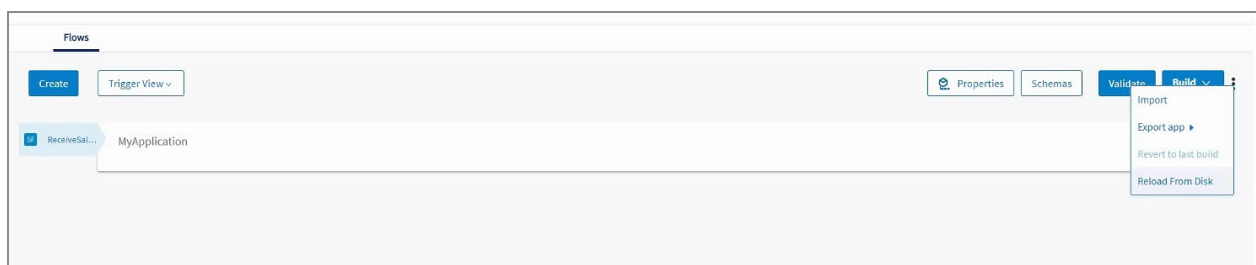 Flows
Create Trigger View Properties Schemas Validate Build
Import
Export app
SF ReceiveSal... MyApplication
Revert to last build
Reload From Disk